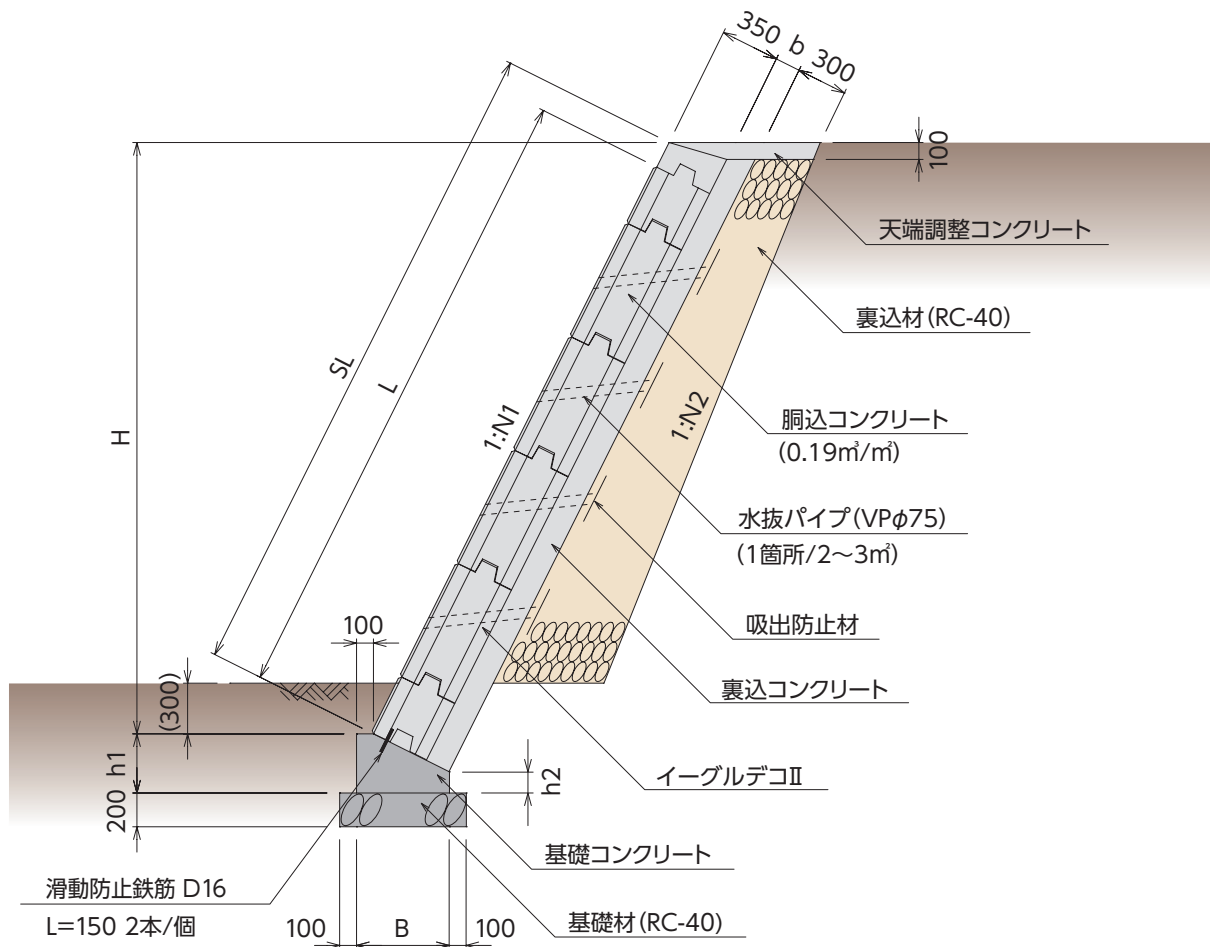 350 b 300
100
天端調整コンクリート
裏込材(RC-40)
SL
L
H
1:N1
1:N2
胴込コンクリート
(0.19㎥/㎡)
水抜パイプ(VPφ75)
(1箇所/2〜3㎡)
吸出防止材
100
裏込コンクリート
(300)
h1
200
h2
イーグルデコⅡ
基礎コンクリート
滑動防止鉄筋 D16
L=150 2本/個
100 B 100
基礎材(RC-40)